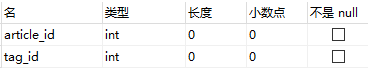 名 类型 长度 小数点 不是 null
article_id int 0 0
tag_id int 0 0